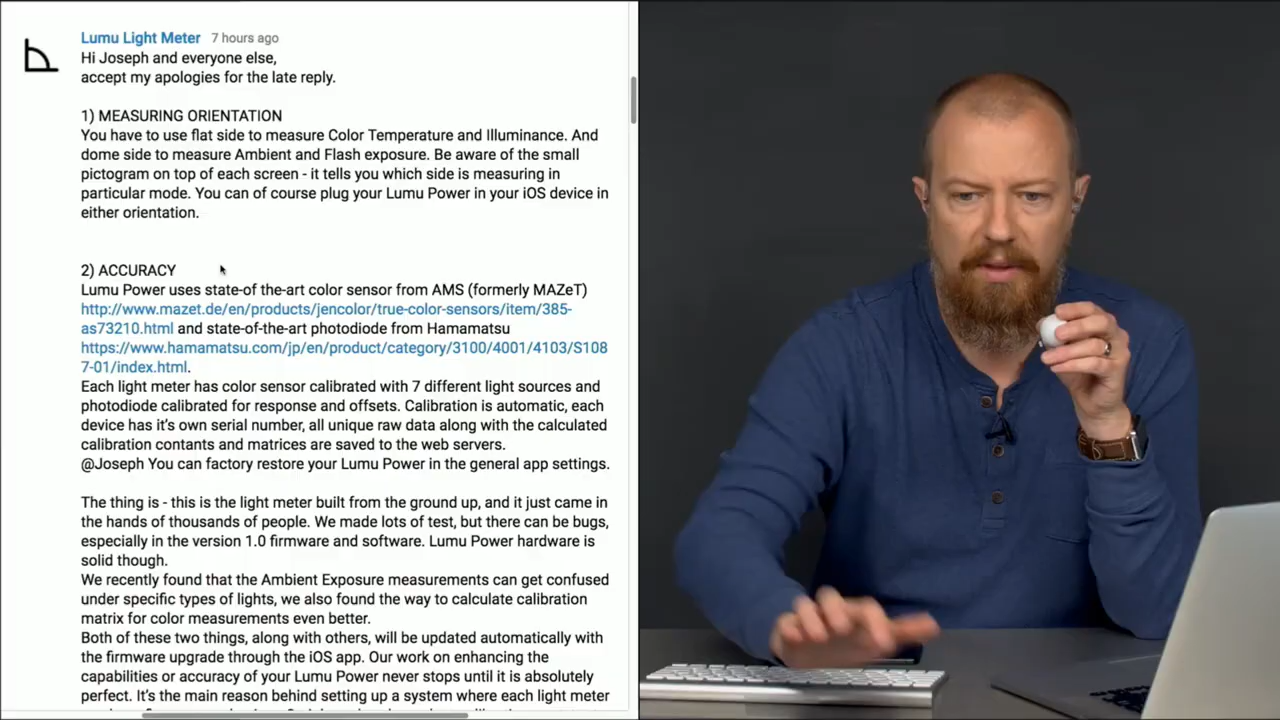 Lumu Light Meter 7 hours ago
Hi Joseph and everyone else,
accept my apologies for the late reply.
1) MEASURING ORIENTATION
You have to use flat side to measure Color Temperature and Illuminance. And
dome side to measure Ambient and Flash exposure. Be aware of the small
pictogram on top of each screen - it tells you which side is measuring in
particular mode. You can of course plug your Lumu Power in your iOS device in
either orientation.
2) ACCURACY
Lumu Power uses state-of the-art color sensor from AMS (formerly MAZeT)
http://www.mazet.de/en/products/jencolor/true-color-sensors/item/385-
as73210.html and state-of-the-art photodiode from Hamamatsu
https://www.hamamatsu.com/jp/en/product/category/3100/4001/4103/S108
7-01/index.html.
Each light meter has color sensor calibrated with 7 different light sources and
photodiode calibrated for response and offsets. Calibration is automatic, each
device has it's own serial number, all unique raw data along with the calculated
calibration contants and matrices are saved to the web servers.
@Joseph You can factory restore your Lumu Power in the general app settings.
The thing is - this is the light meter built from the ground up, and it just came in
the hands of thousands of people. We made lots of test, but there can be bugs,
especially in the version 1.0 firmware and software. Lumu Power hardware is
solid though.
We recently found that the Ambient Exposure measurements can get confused
under specific types of lights, we also found the way to calculate calibration
matrix for color measurements even better.
Both of these two things, along with others, will be updated automatically with
the firmware upgrade through the iOS app. Our work on enhancing the
capabilities or accuracy of your Lumu Power never stops until it is absolutely
perfect. It's the main reason behind setting up a system where each light meter